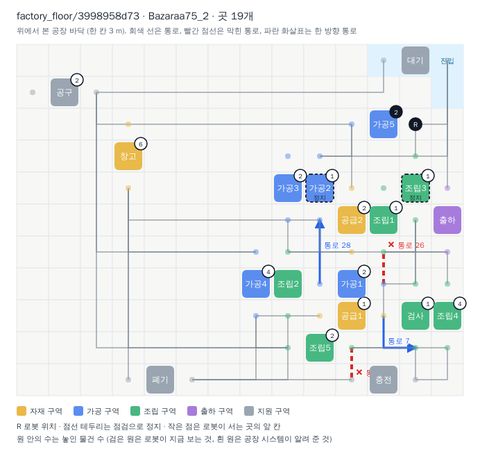 factory_floor/3998958d73 · Bazaraa75_2 · 곳 19개
위에서 본 공장 바닥 (한 칸 3 m). 회색 선은 통로, 빨간 점선은 막힌 통로, 파란 화살표는 한 방향 통로
대기
진입
공구
2
가공5
2
R
창고
6
가공3
2
가공2
1
정지
조립3
1
정지
공급2
2
조립1
1
출하
통로 28
통로 26
가공4
4
조립2
가공1
2
공급1
1
검사
1
조립4
4
조립5
2
통로 7
폐기
충전
자재 구역
가공 구역
조립 구역
출하 구역
지원 구역
R 로봇 위치 · 점선 테두리는 점검으로 정지 · 작은 점은 로봇이 서는 곳의 앞 칸
원 안의 수는 놓인 물건 수 (검은 원은 로봇이 지금 보는 것, 흰 원은 공장 시스템이 알려 준 것)